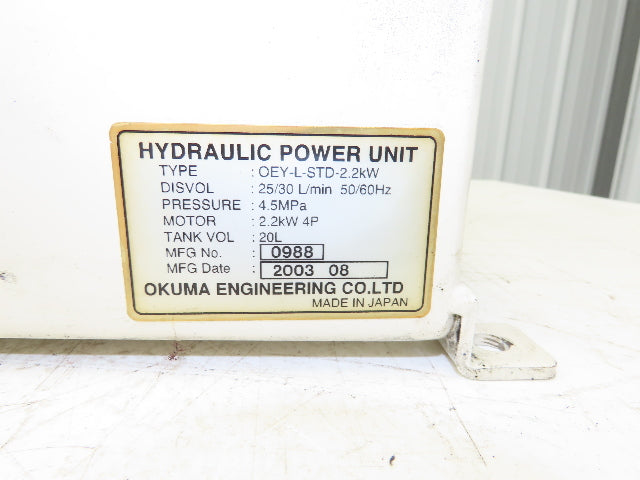 HYDRAULIC POWER UNIT
TYPE : OEY-L-STD-2.2kW
DISVOL : 25/30 L/min 50/60Hz
PRESSURE : 4.5MPa
MOTOR : 2.2kW 4P
TANK VOL : 20L
MFG No. : 0988
MFG Date : 2003 08
OKUMA ENGINEERING CO.LTD
MADE IN JAPAN